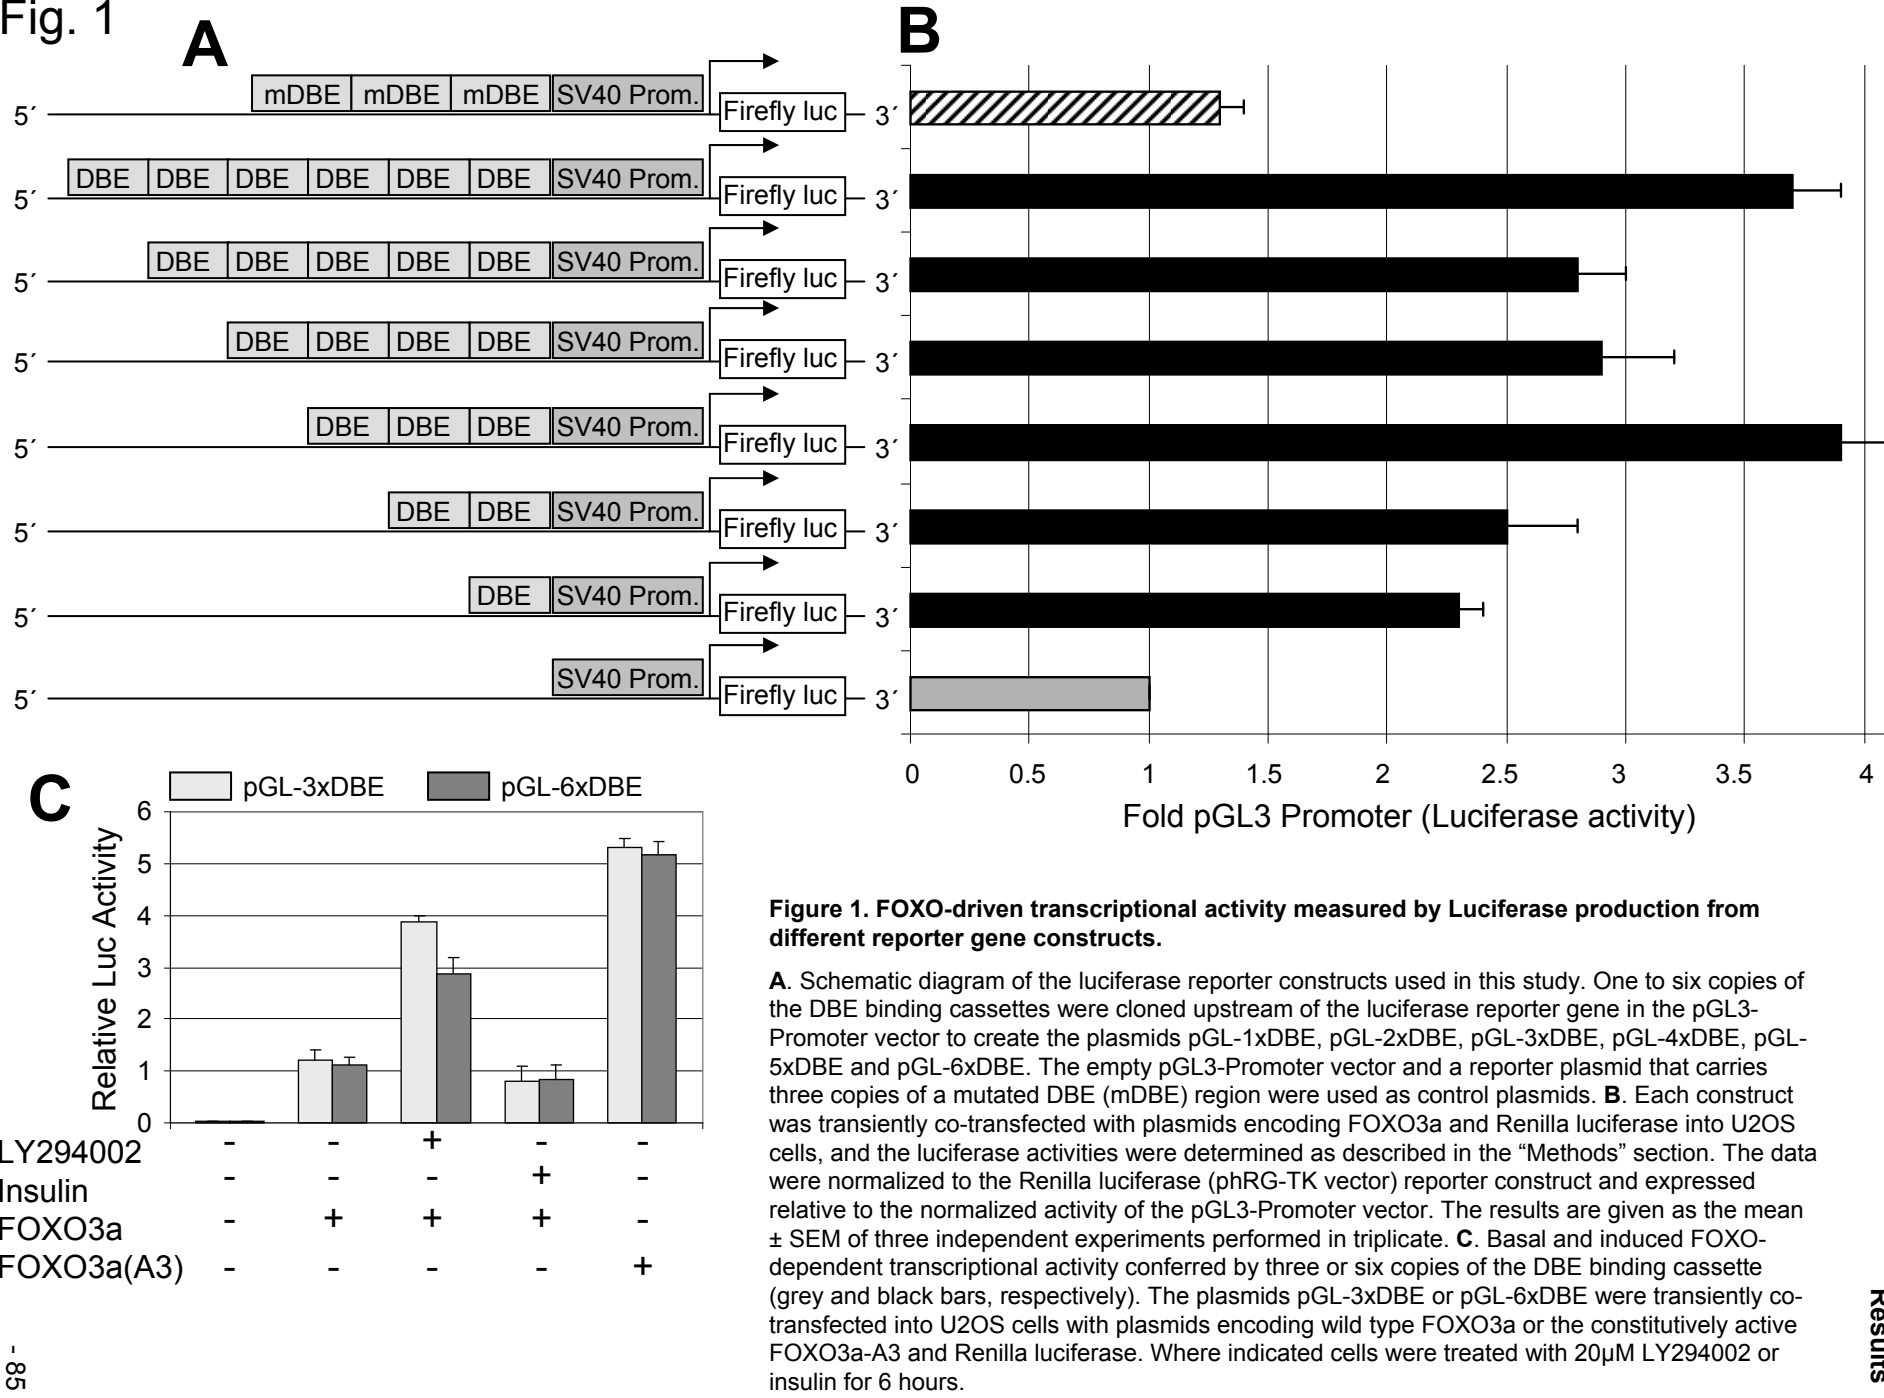 Fig. 1
A
B
mDBE mDBE mDBE SV40 Prom.
5´ Firefly luc 3´
DBE DBE DBE DBE DBE DBE SV40 Prom.
5´ Firefly luc 3´
DBE DBE DBE DBE DBE SV40 Prom.
5´ Firefly luc 3´
DBE DBE DBE DBE SV40 Prom.
5´ Firefly luc 3´
DBE DBE DBE SV40 Prom.
5´ Firefly luc 3´
DBE DBE SV40 Prom.
5´ Firefly luc 3´
DBE SV40 Prom.
5´ Firefly luc 3´
SV40 Prom.
5´ Firefly luc 3´
0 0.5 1 1.5 2 2.5 3 3.5 4
Fold pGL3 Promoter (Luciferase activity)
C
pGL-3xDBE pGL-6xDBE
Relative Luc Activity
6
5
4
3
2
1
0
LY294002 - - + - -
Insulin - - - + -
FOXO3a - + + + -
FOXO3a(A3) - - - - +
Figure 1. FOXO-driven transcriptional activity measured by Luciferase production from
different reporter gene constructs.
A. Schematic diagram of the luciferase reporter constructs used in this study. One to six copies of
the DBE binding cassettes were cloned upstream of the luciferase reporter gene in the pGL3-
Promoter vector to create the plasmids pGL-1xDBE, pGL-2xDBE, pGL-3xDBE, pGL-4xDBE, pGL-
5xDBE and pGL-6xDBE. The empty pGL3-Promoter vector and a reporter plasmid that carries
three copies of a mutated DBE (mDBE) region were used as control plasmids. B. Each construct
was transiently co-transfected with plasmids encoding FOXO3a and Renilla luciferase into U2OS
cells, and the luciferase activities were determined as described in the “Methods” section. The data
were normalized to the Renilla luciferase (phRG-TK vector) reporter construct and expressed
relative to the normalized activity of the pGL3-Promoter vector. The results are given as the mean
± SEM of three independent experiments performed in triplicate. C. Basal and induced FOXO-
dependent transcriptional activity conferred by three or six copies of the DBE binding cassette
(grey and black bars, respectively). The plasmids pGL-3xDBE or pGL-6xDBE were transiently co-
transfected into U2OS cells with plasmids encoding wild type FOXO3a or the constitutively active
FOXO3a-A3 and Renilla luciferase. Where indicated cells were treated with 20µM LY294002 or
insulin for 6 hours.
Results
- 85